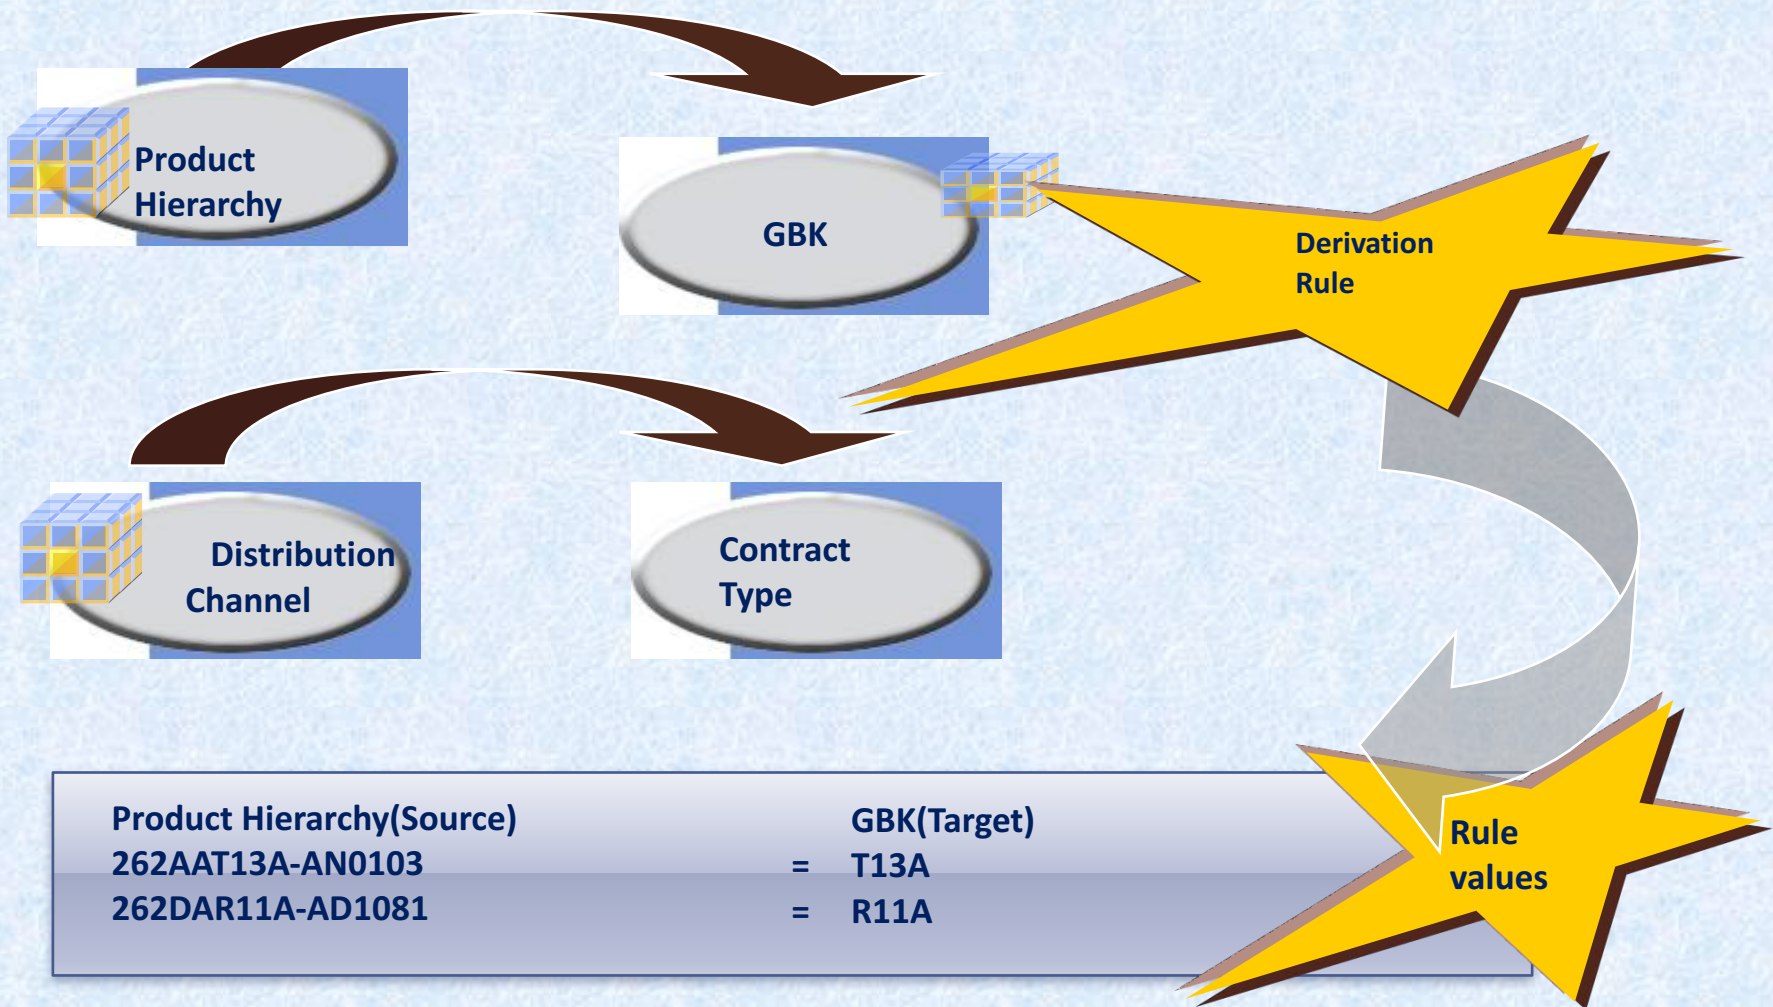 Product
Hierarchy
GBK
Derivation
Rule
Distribution
Channel
Contract
Type
Product Hierarchy(Source) GBK(Target)
262AAT13A-AN0103 = T13A
262DAR11A-AD1081 = R11A
Rule
values